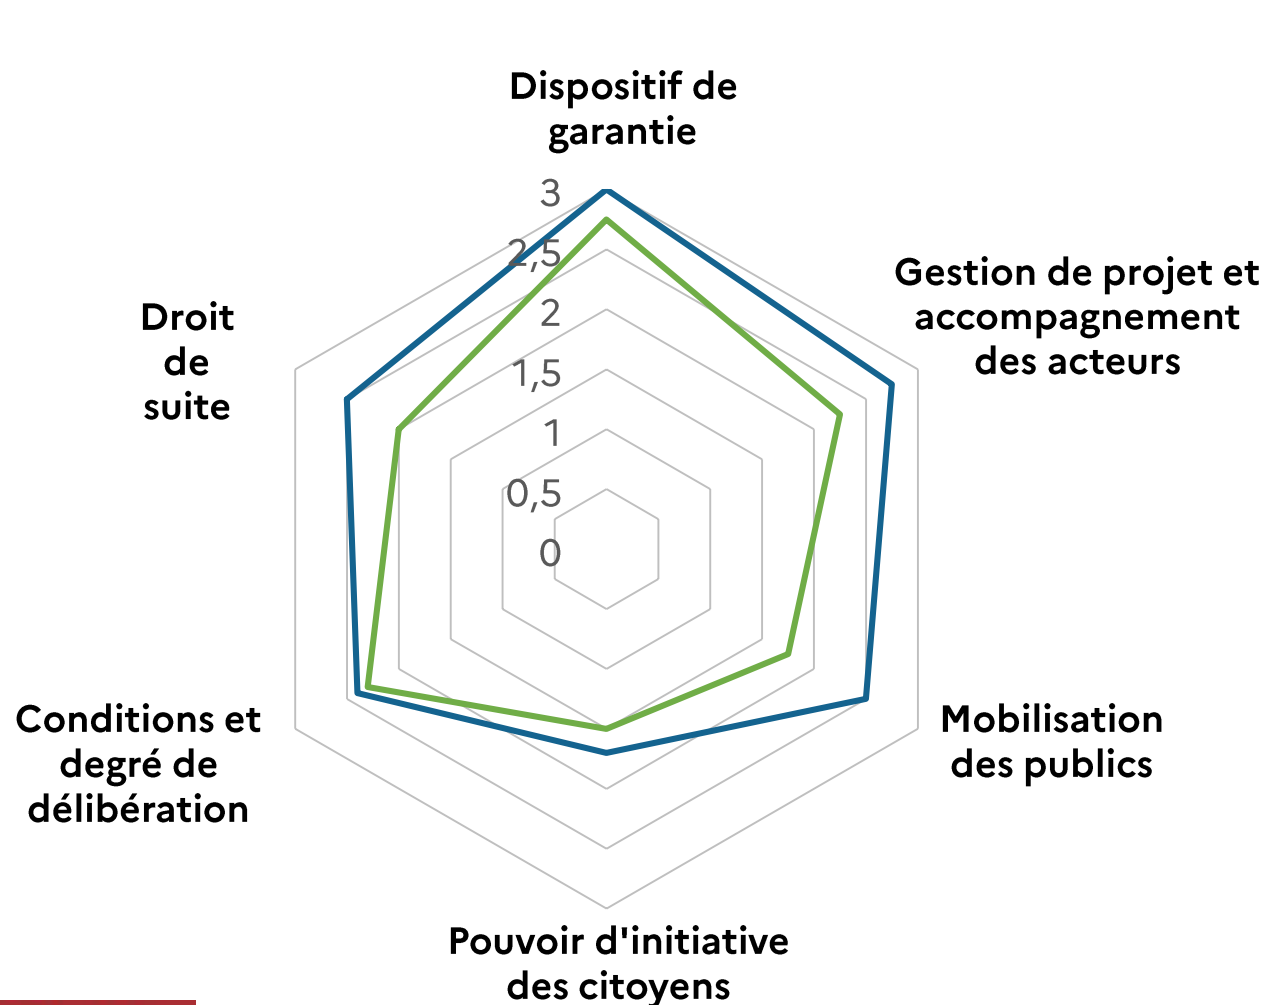 Dispositif de
garantie
3
2,5
2
1,5
1
0,5
0
Gestion de projet et
accompagnement
des acteurs
Mobilisation
des publics
Pouvoir d'initiative
des citoyens
Conditions et
degré de
délibération
Droit
de
suite